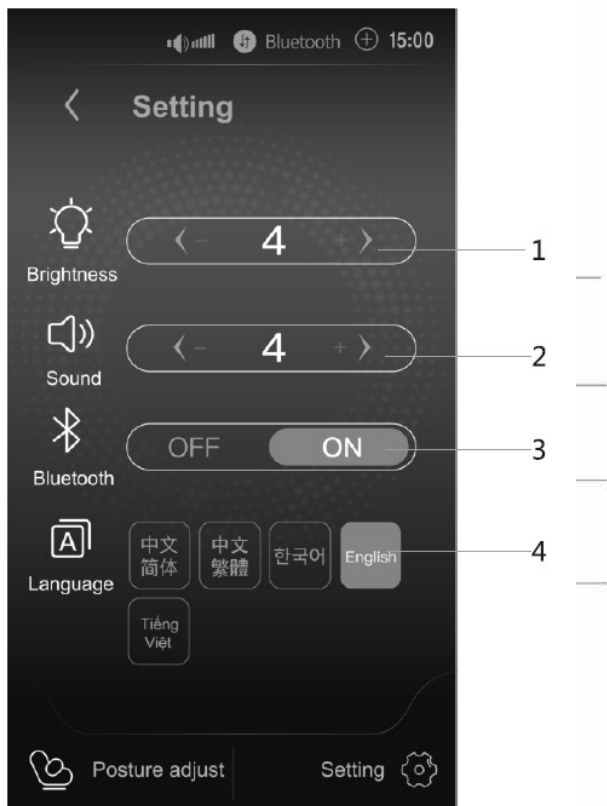 Bluetooth 15:00
Setting
- 4 +
1
Brightness
- 4 +
2
Sound
OFF ON
3
Bluetooth
中文 中文 한국어 English
简体 繁體
4
Language
Tiếng
Việt
Posture adjust Setting